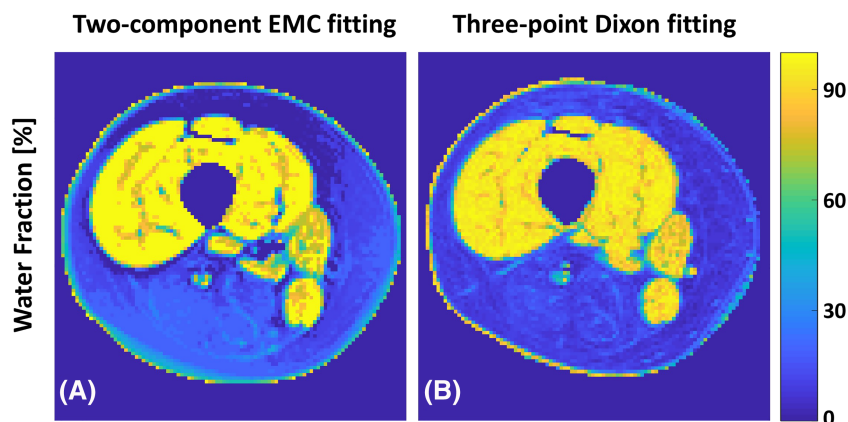 Two-component EMC fitting
Three-point Dixon fitting
Water Fraction [%]
(A)
(B)
90
60
30
0